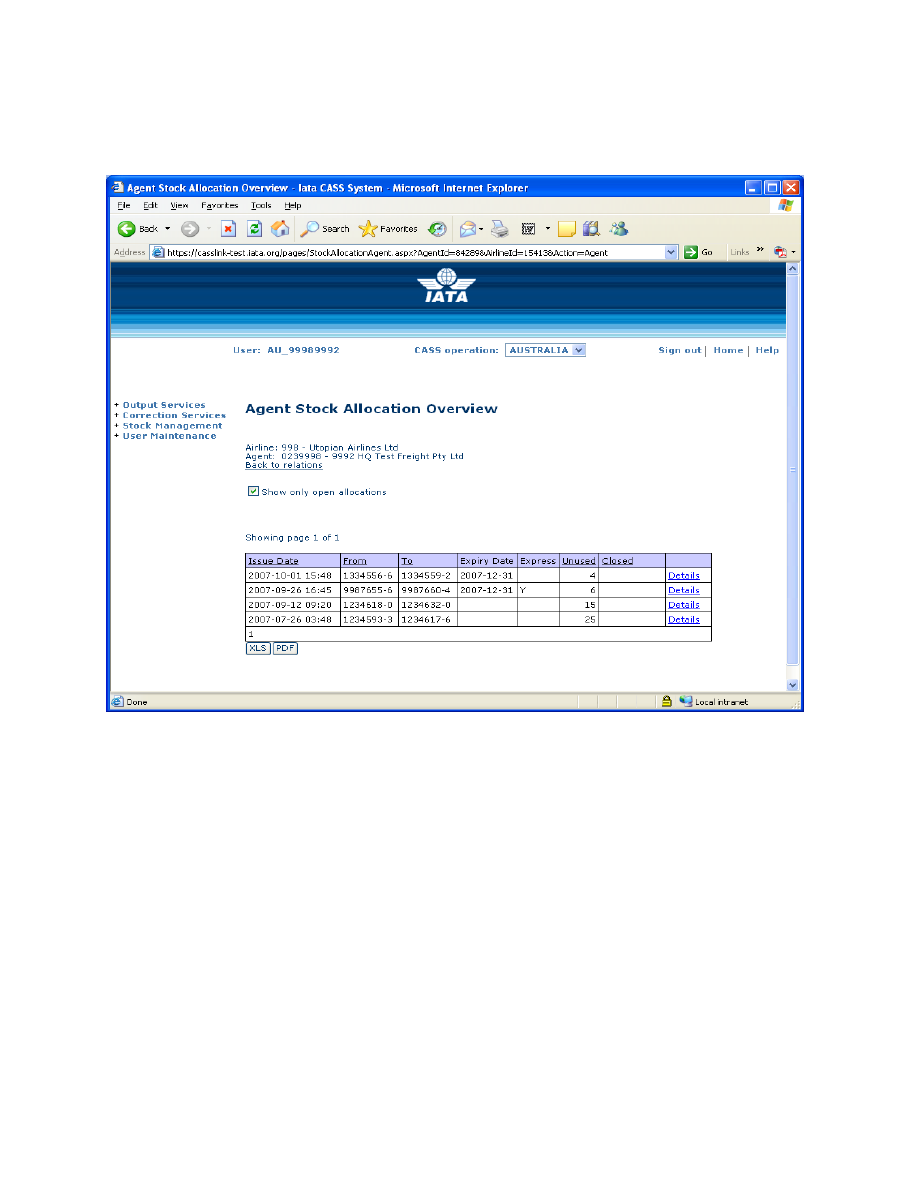 Agent Stock Allocation Overview - Iata CASS System - Microsoft Internet Explorer
File Edit View Favorites Tools Help
Back Search Favorites
Address https://casslink-test.iata.org/pages/StockAllocationAgent.aspx?AgentId=84289&AirlineId=15413&Action=Agent Go Links »
IATA
User: AU_99989992 CASS operation: AUSTRALIA Sign out | Home | Help
+ Output Services
+ Correction Services
+ Stock Management
+ User Maintenance
Agent Stock Allocation Overview
Airline: 998 - Utopian Airlines Ltd
Agent: 0239998 - 9992 HQ Test Freight Pty Ltd
Back to relations
Show only open allocations
Showing page 1 of 1
Issue Date From To Expiry Date Express Unused Closed
2007-10-01 15:48 1334556-6 1334559-2 2007-12-31 4 Details
2007-09-26 16:45 9987655-6 9987660-4 2007-12-31 Y 6 Details
2007-09-12 09:20 1234618-0 1234632-0 15 Details
2007-07-26 03:48 1234593-3 1234617-6 25 Details
1
XLS PDF
Done Local intranet